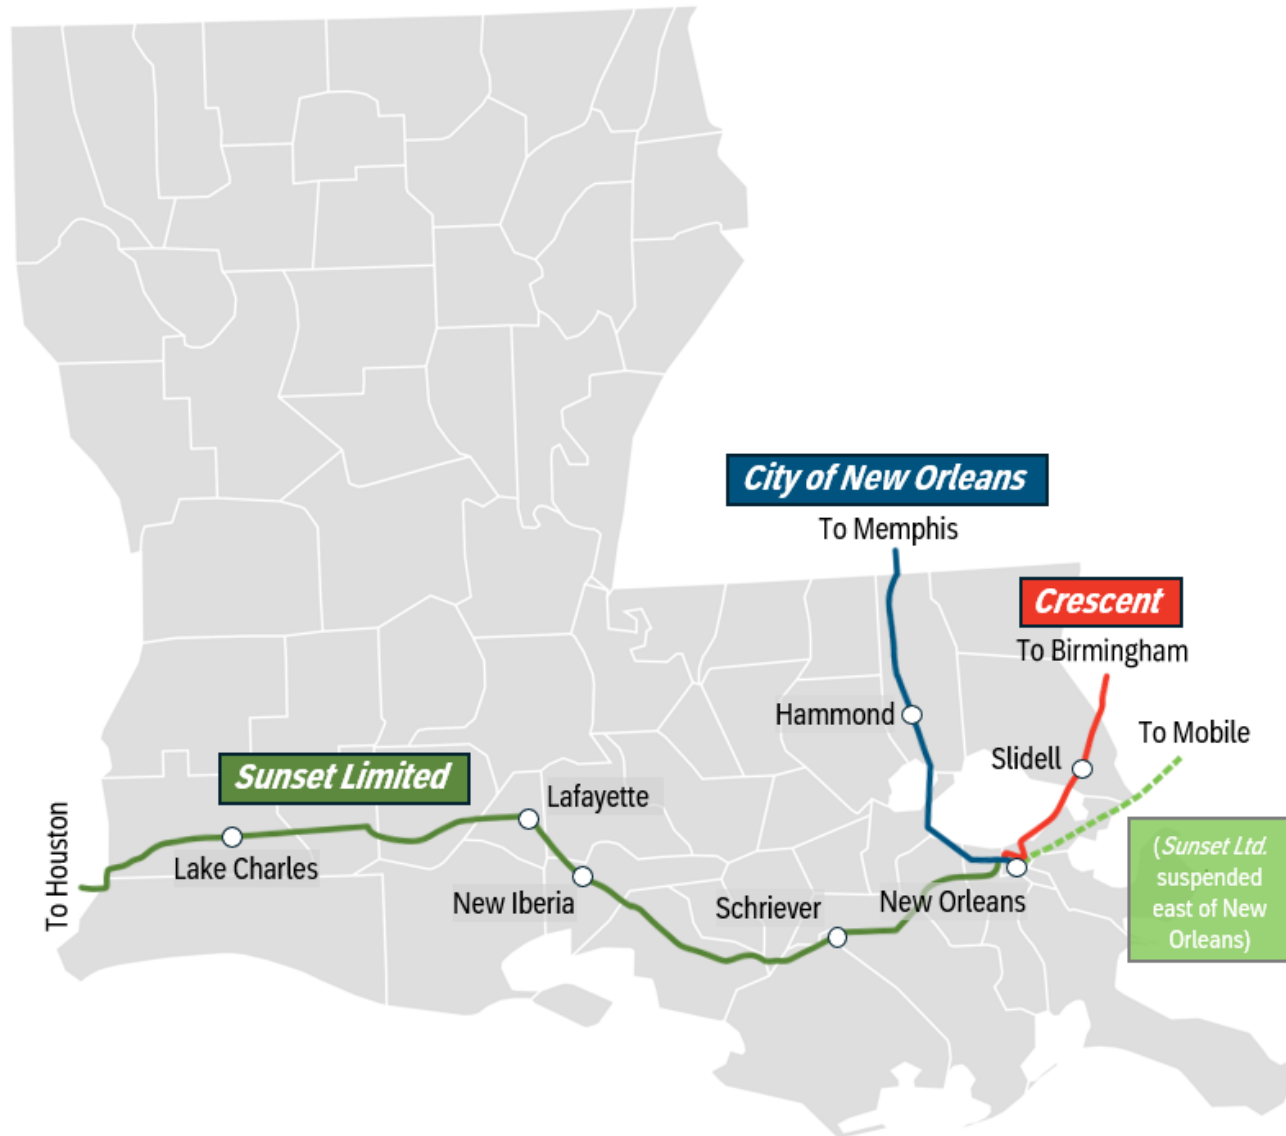 City of New Orleans
To Memphis
Crescent
To Birmingham
Hammond
To Mobile
Slidell
Sunset Limited
Lafayette
To Houston
Lake Charles
New Iberia
Schriever
New Orleans
(Sunset Ltd.
suspended
east of New
Orleans)